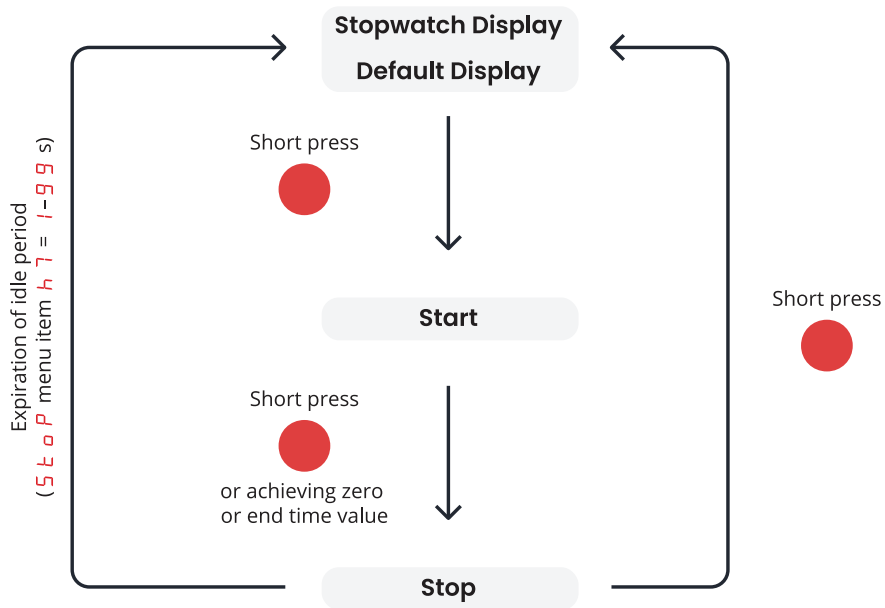 Stopwatch Display
Default Display
Short press
Expiration of idle period
(StoP menu item h7 = 1-99 s)
Start
Short press
Short press
or achieving zero
or end time value
Stop